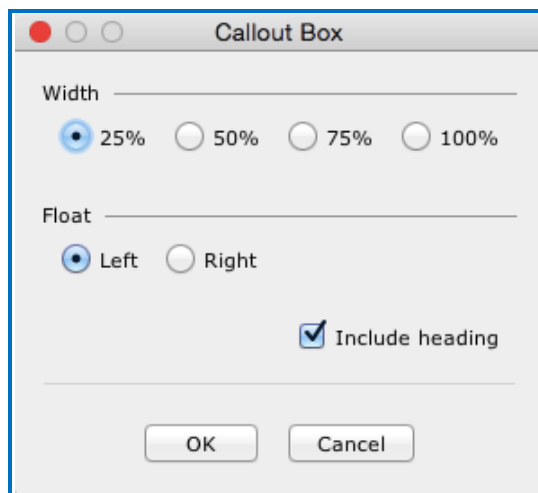 Callout Box
Width
25% 50% 75% 100%
Float
Left Right
Include heading
OK Cancel